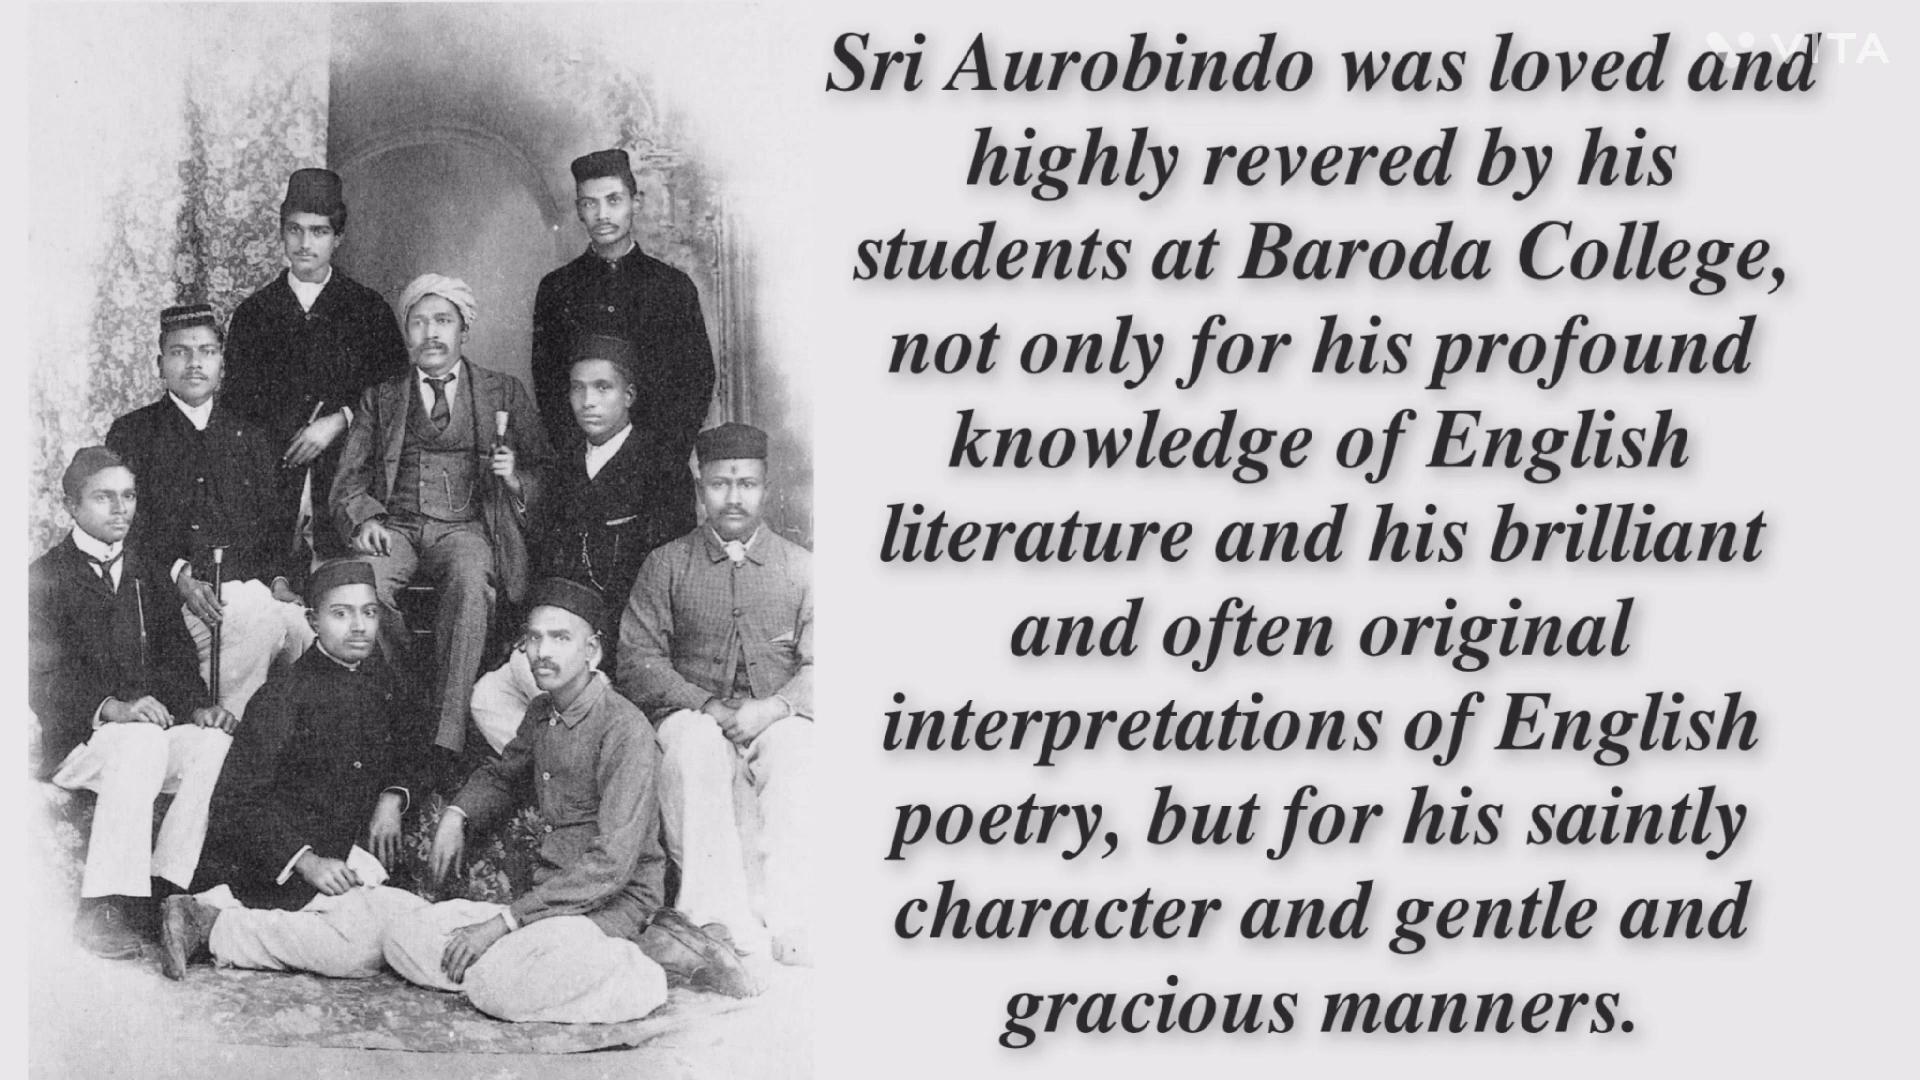 Sri Aurobindo was loved and
highly revered by his
students at Baroda College,
not only for his profound
knowledge of English
literature and his brilliant
and often original
interpretations of English
poetry, but for his saintly
character and gentle and
gracious manners.
VITA